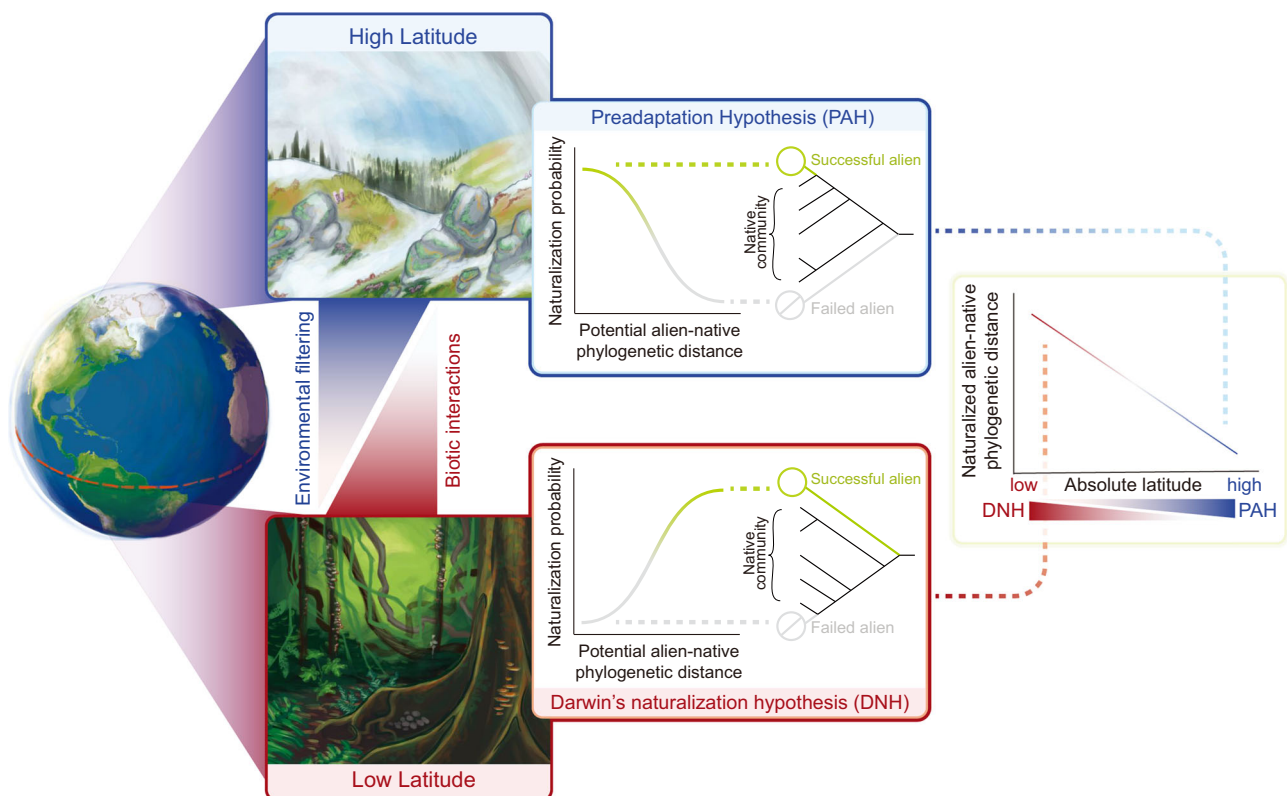 High Latitude
Preadaptation Hypothesis (PAH)
Naturalization probability
Successful alien
Native
community
Failed alien
Potential alien-native
phylogenetic distance
Environmental filtering
Biotic interactions
Naturalized alien-native
phylogenetic distance
low Absolute latitude high
DNH PAH
Naturalization probability
Successful alien
Native
community
Failed alien
Potential alien-native
phylogenetic distance
Darwin’s naturalization hypothesis (DNH)
Low Latitude